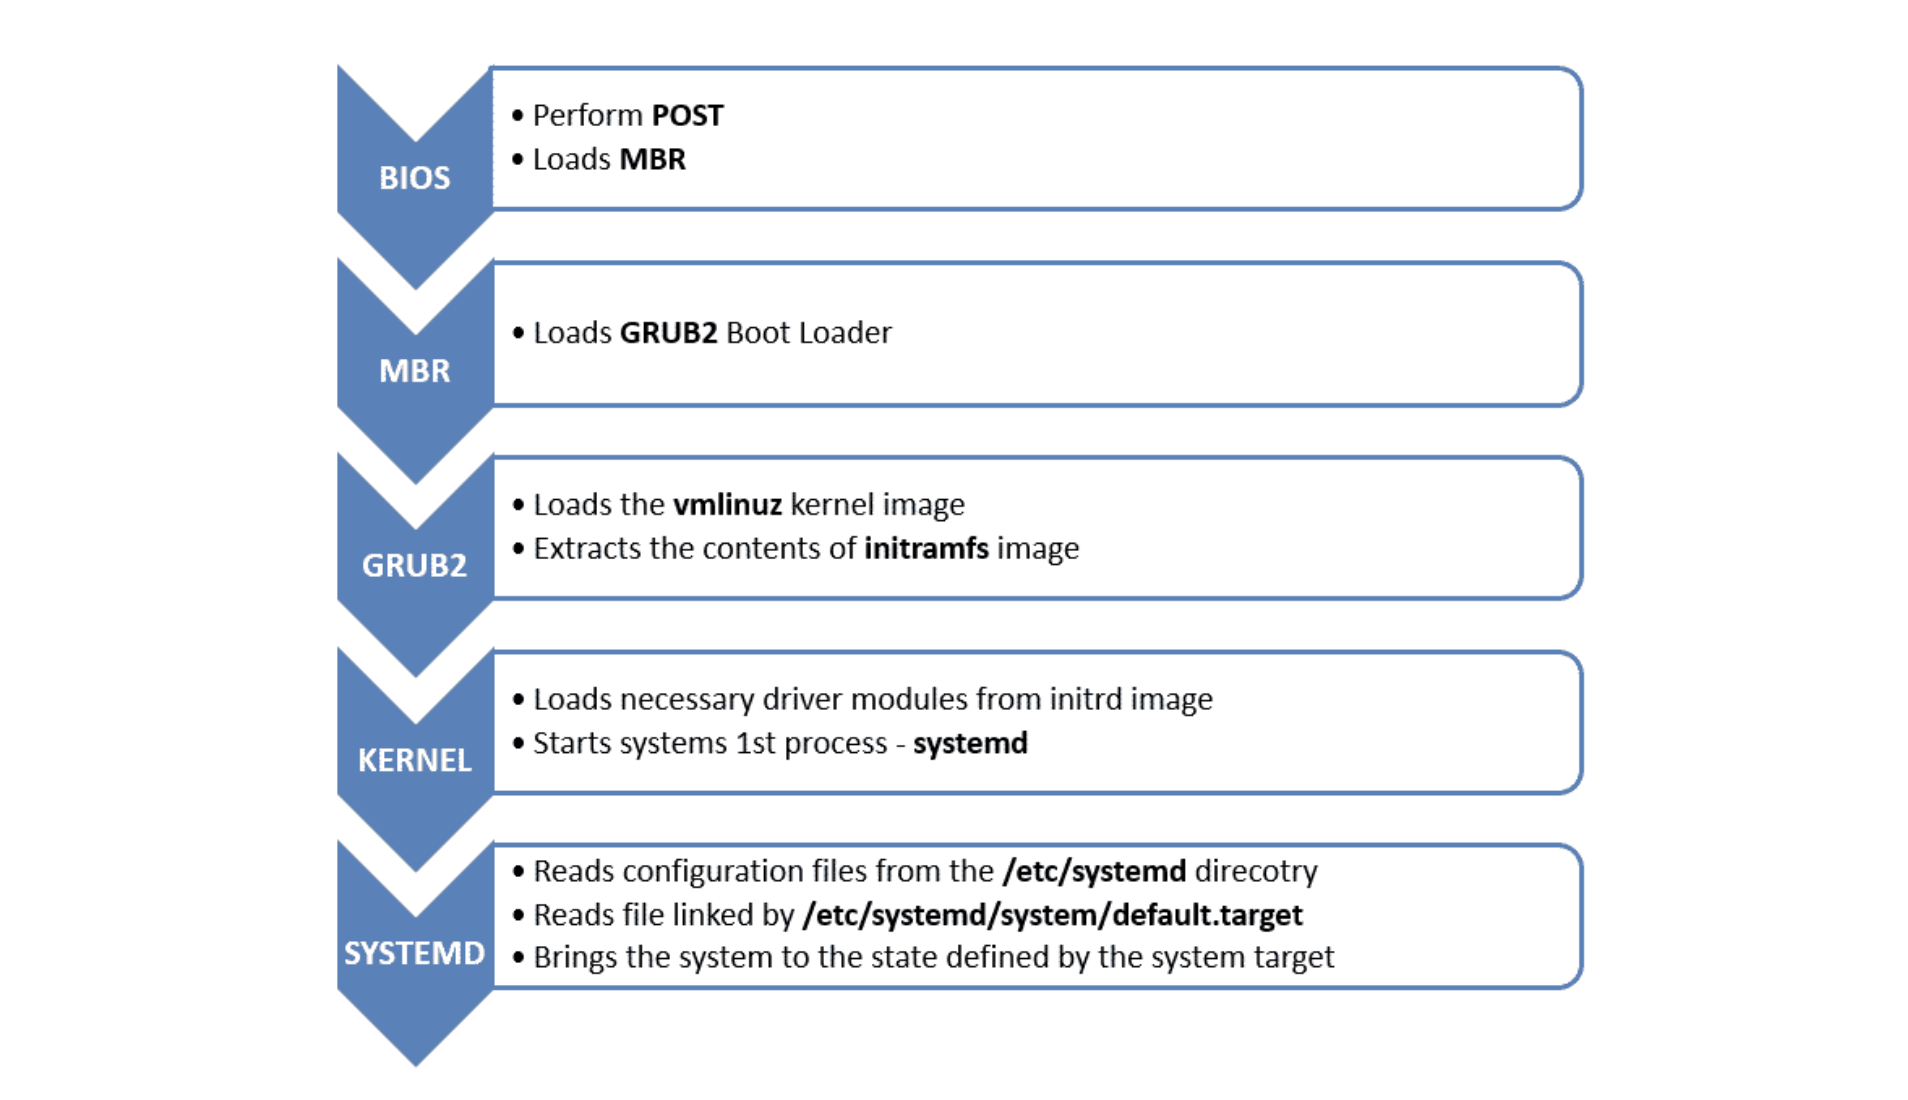 BIOS
• Perform POST
• Loads MBR
MBR
• Loads GRUB2 Boot Loader
GRUB2
• Loads the vmlinuz kernel image
• Extracts the contents of initramfs image
KERNEL
• Loads necessary driver modules from initrd image
• Starts systems 1st process - systemd
SYSTEMD
• Reads configuration files from the /etc/systemd direcotry
• Reads file linked by /etc/systemd/system/default.target
• Brings the system to the state defined by the system target